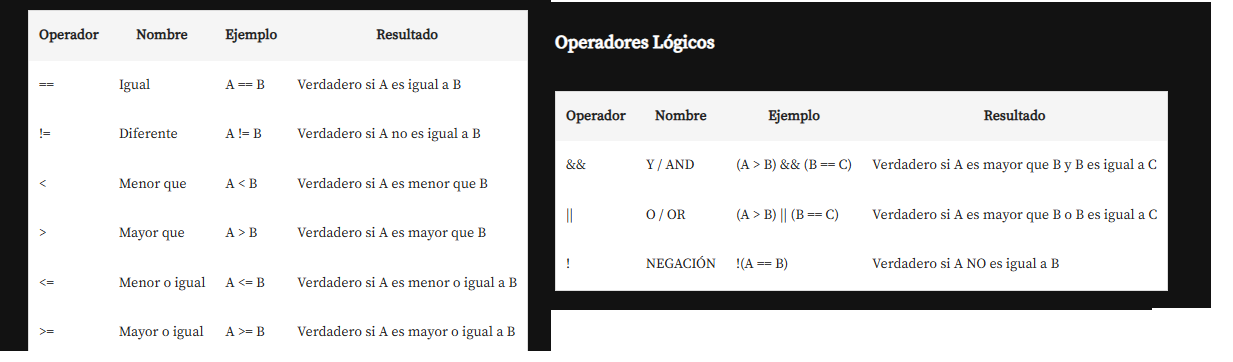 Operador Nombre Ejemplo Resultado
== Igual A == B Verdadero si A es igual a B
!= Diferente A != B Verdadero si A no es igual a B
< Menor que A < B Verdadero si A es menor que B
> Mayor que A > B Verdadero si A es mayor que B
<= Menor o igual A <= B Verdadero si A es menor o igual a B
>= Mayor o igual A >= B Verdadero si A es mayor o igual a B
Operadores Lógicos
Operador Nombre Ejemplo Resultado
&& Y / AND (A > B) && (B == C) Verdadero si A es mayor que B y B es igual a C
|| O / OR (A > B) || (B == C) Verdadero si A es mayor que B o B es igual a C
! NEGACIÓN !(A == B) Verdadero si A NO es igual a B